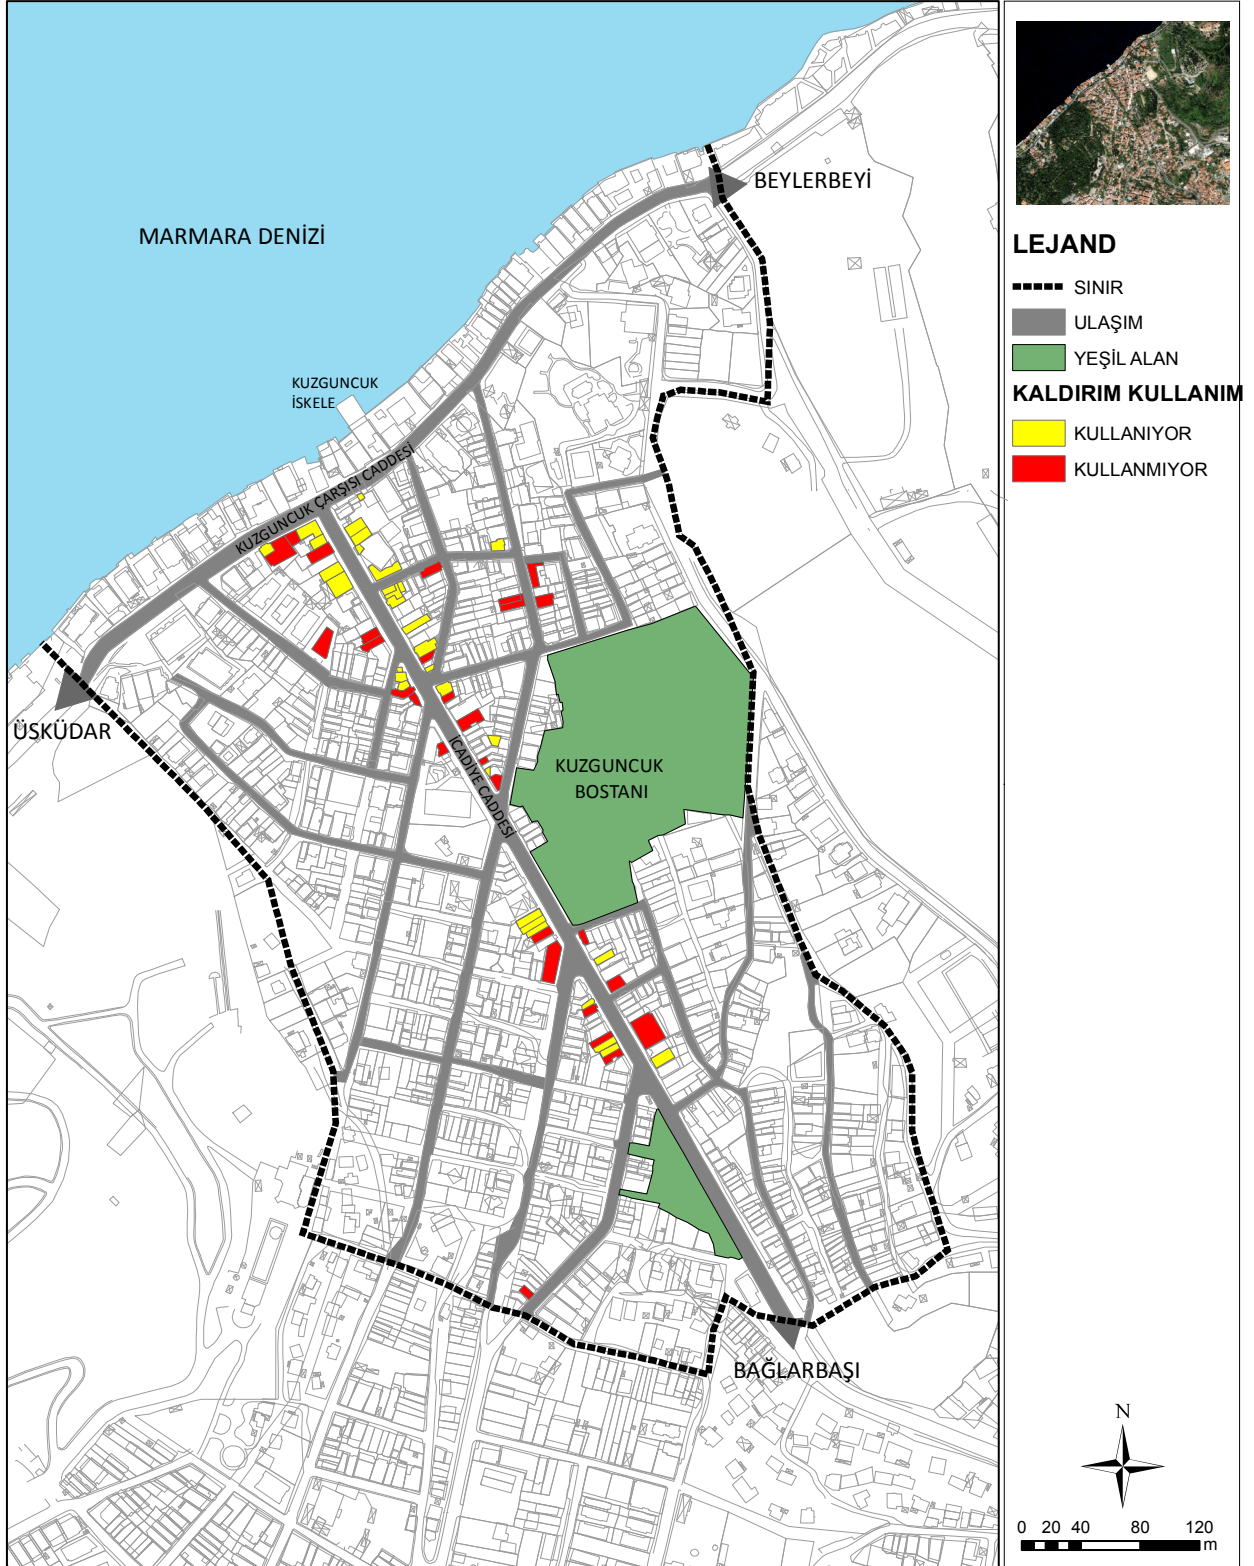 BEYLERBEYİ
MARMARA DENİZİ
KUZGUNCUK
İSKELE
KUZGUNCUK ÇARŞISI CADDESİ
ÜSKÜDAR
İCADİYE CADDESİ
KUZGUNCUK
BOSTANI
BAĞLARBAŞI
LEJAND
SINIR
ULAŞIM
YEŞİL ALAN
KALDIRIM KULLANIM
KULLANIYOR
KULLANMIYOR
N
0 20 40 80 120
m